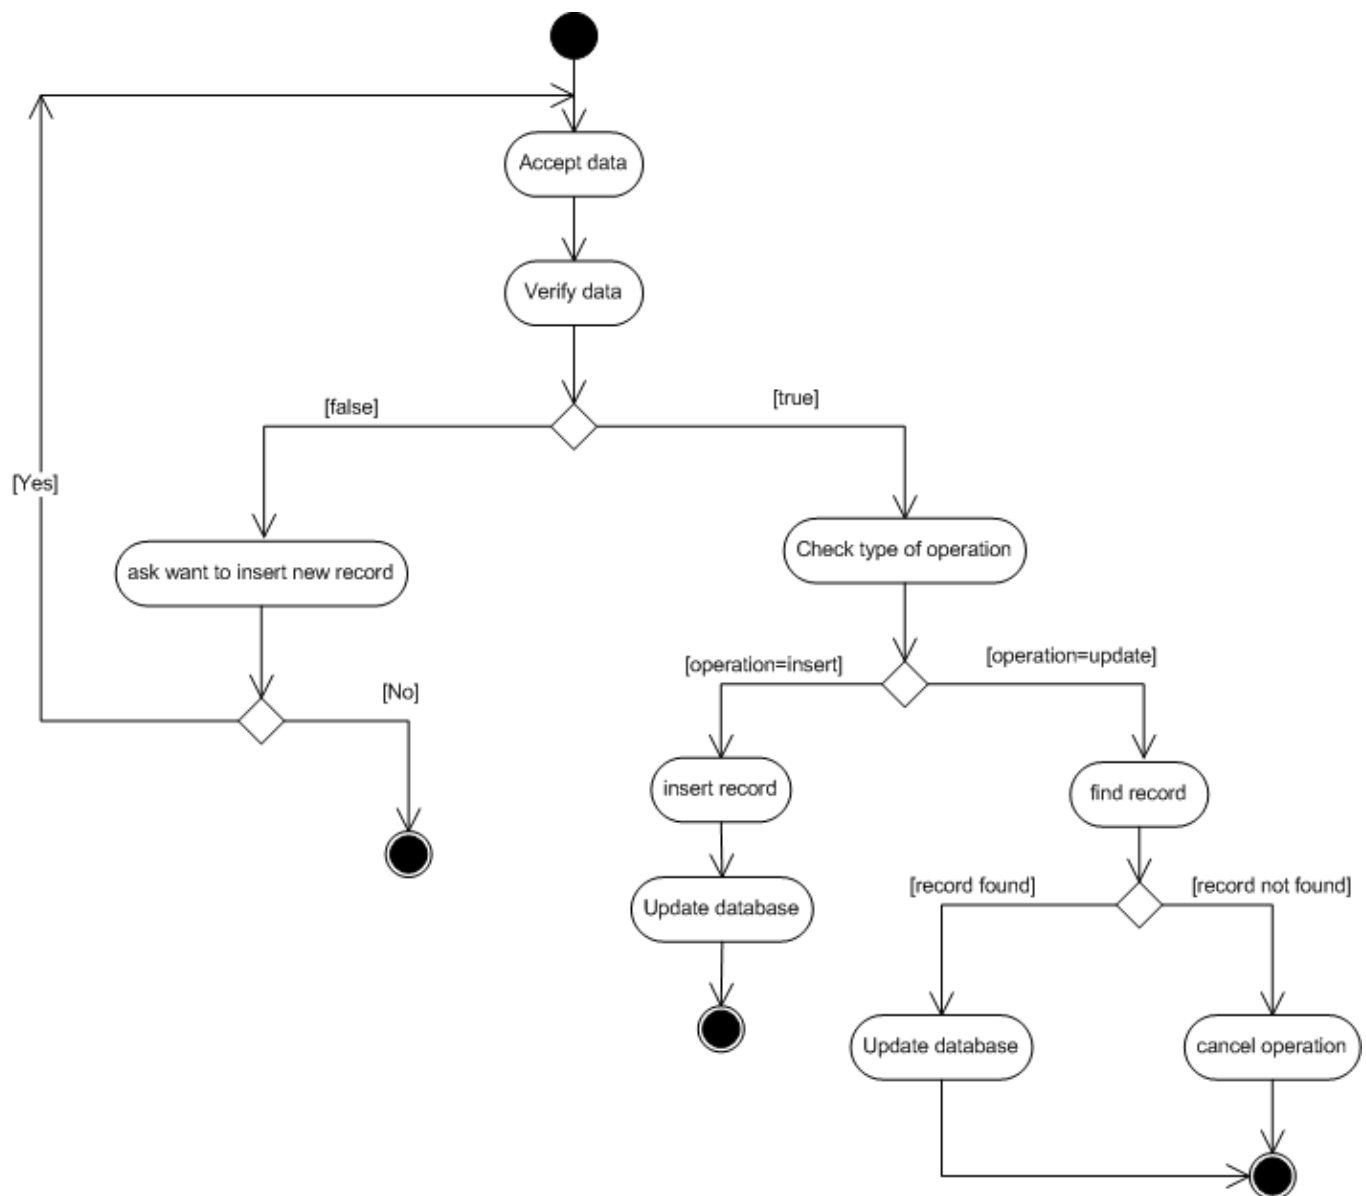 Accept data
Verify data
[false]
[true]
[Yes]
ask want to insert new record
Check type of operation
[No]
[operation=insert]
[operation=update]
insert record
find record
Update database
[record found]
[record not found]
Update database
cancel operation